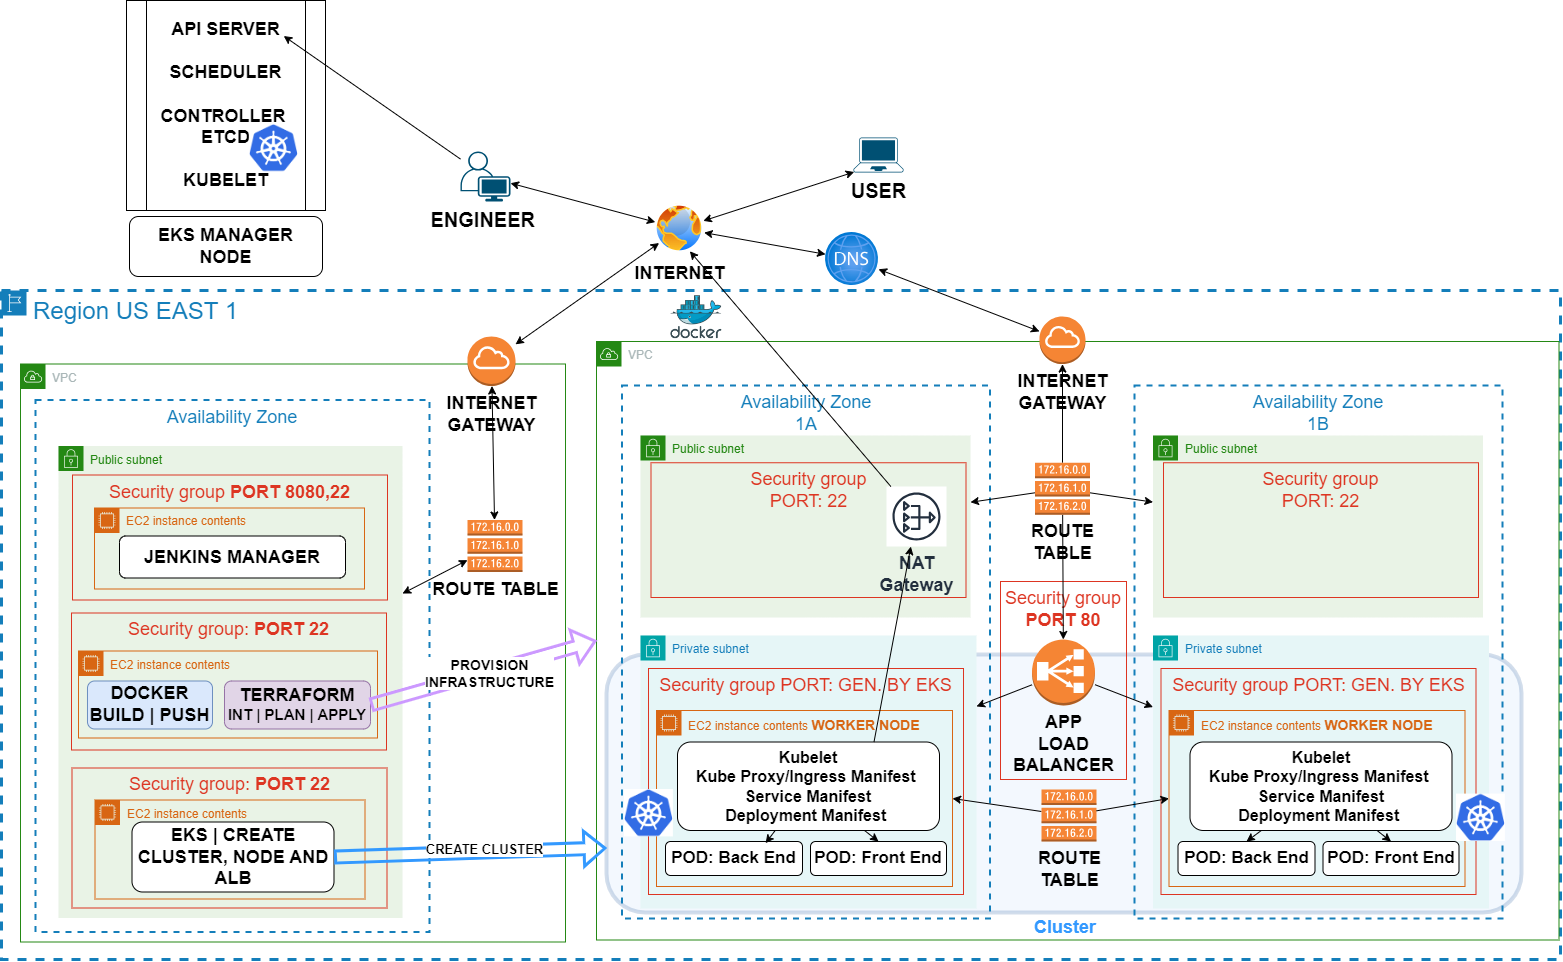 API SERVER
SCHEDULER
CONTROLLER
ETCD
KUBELET
EKS MANAGER
NODE
ENGINEER
USER
INTERNET
DNS
Region US EAST 1
docker
VPC
INTERNET
GATEWAY
Availability Zone
Public subnet
Security group PORT 8080,22
EC2 instance contents
JENKINS MANAGER
172.16.0.0
172.16.1.0
172.16.2.0
ROUTE TABLE
Security group: PORT 22
EC2 instance contents
DOCKER
BUILD | PUSH
TERRAFORM
INT | PLAN | APPLY
PROVISION
INFRASTRUCTURE
Security group: PORT 22
EC2 instance contents
EKS | CREATE
CLUSTER, NODE AND
ALB
CREATE CLUSTER
VPC
INTERNET
GATEWAY
Availability Zone
1A
Public subnet
Security group
PORT: 22
NAT
Gateway
172.16.0.0
172.16.1.0
172.16.2.0
ROUTE
TABLE
Availability Zone
1B
Public subnet
Security group
PORT: 22
Security group
PORT 80
APP
LOAD
BALANCER
Private subnet
Security group PORT: GEN. BY EKS
EC2 instance contents WORKER NODE
Kubelet
Kube Proxy/Ingress Manifest
Service Manifest
Deployment Manifest
POD: Back End
POD: Front End
172.16.0.0
172.16.1.0
172.16.2.0
ROUTE
TABLE
Private subnet
Security group PORT: GEN. BY EKS
EC2 instance contents WORKER NODE
Kubelet
Kube Proxy/Ingress Manifest
Service Manifest
Deployment Manifest
POD: Back End
POD: Front End
Cluster